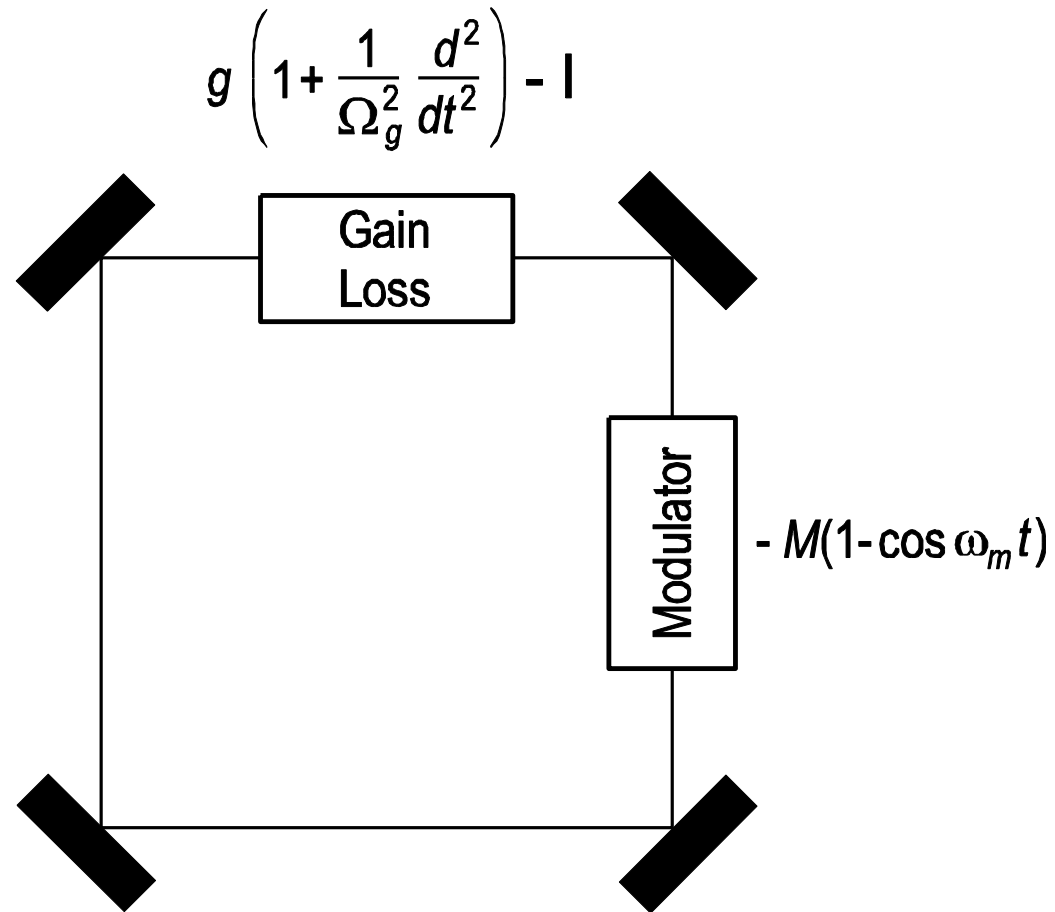 g (1+ 1/Ω_g^2 d^2/dt^2) - l
Gain
Loss
Modulator
- M(1-cos ω_m t)